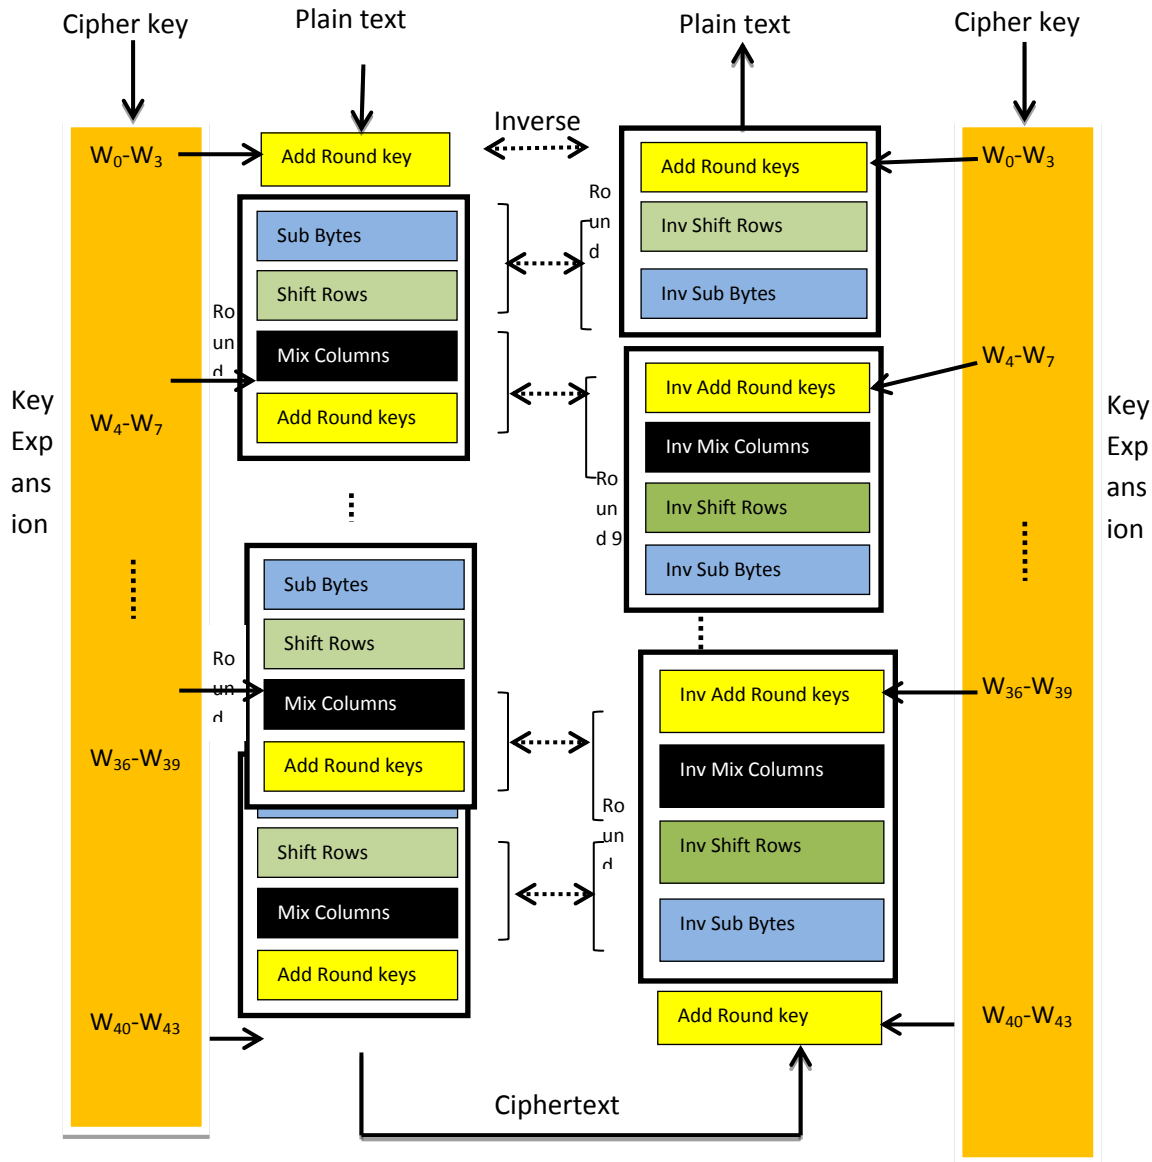 Cipher key
Plain text
Plain text
Cipher key
Inverse
W0-W3
Add Round key
Add Round keys
W0-W3
Ro
un
d
Sub Bytes
Inv Shift Rows
Shift Rows
Inv Sub Bytes
Ro
un
d
Mix Columns
W4-W7
Inv Add Round keys
Add Round keys
W4-W7
Key
Exp
ans
ion
Inv Mix Columns
Key
Exp
ans
ion
Ro
un
d 9
Inv Shift Rows
Inv Sub Bytes
Sub Bytes
Shift Rows
Ro
un
d
Mix Columns
Inv Add Round keys
W36-W39
W36-W39
Add Round keys
Inv Mix Columns
Ro
un
d
Shift Rows
Inv Shift Rows
Mix Columns
Inv Sub Bytes
Add Round keys
W40-W43
Add Round key
W40-W43
Ciphertext